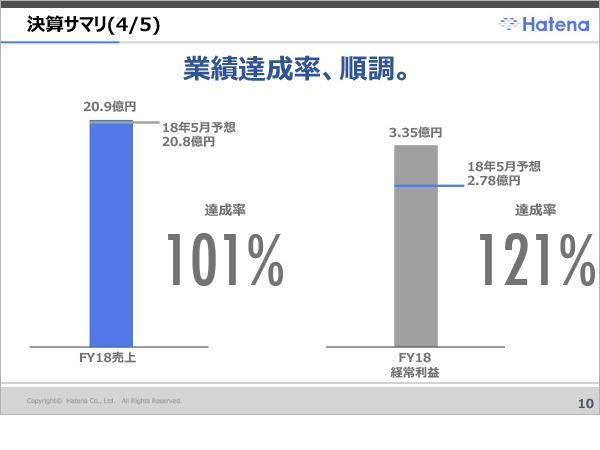 決算サマリ(4/5)
Hatena
業績達成率、順調。
20.9億円
18年5月予想
20.8億円
達成率
101%
FY18売上
3.35億円
18年5月予想
2.78億円
達成率
121%
FY18
経常利益
Copyright© Hatena Co., Ltd. All Rights Reserved.
10